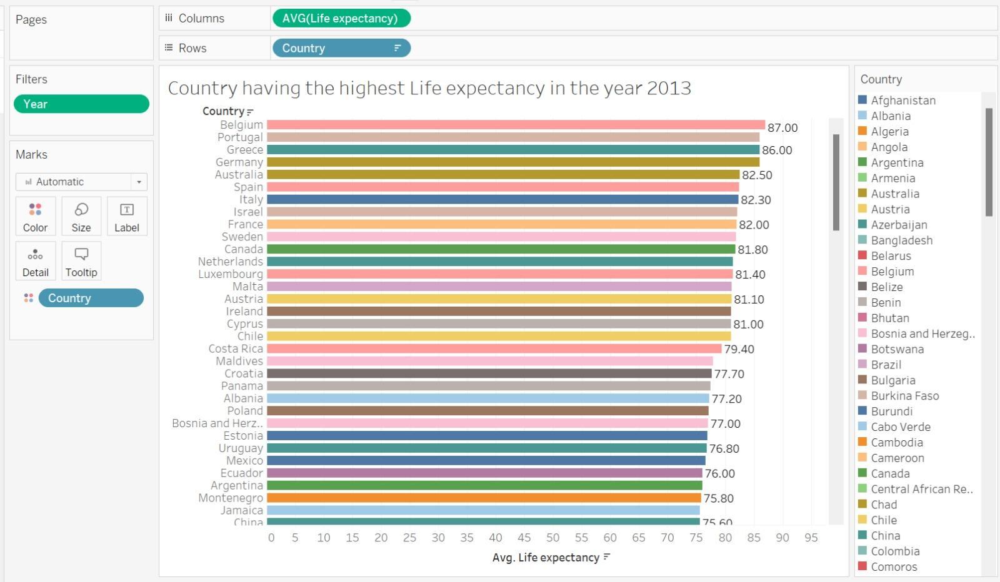 Pages
Columns
AVG(Life expectancy)
Rows
Country
Filters
Year
Marks
Automatic
Color
Size
Label
Detail
Tooltip
Country
Country having the highest Life expectancy in the year 2013
Country
Belgium 87.00
Portugal
Greece 86.00
Germany
Australia 82.50
Spain
Italy 82.30
Israel
France 82.00
Sweden
Canada 81.80
Netherlands
Luxembourg 81.40
Malta
Austria 81.10
Ireland
Cyprus 81.00
Chile
Costa Rica 79.40
Maldives
Croatia 77.70
Panama
Albania 77.20
Poland
Bosnia and Herz.. 77.00
Estonia
Uruguay 76.80
Mexico
Ecuador 76.00
Argentina
Montenegro 75.80
Jamaica
China 75.60
0 5 10 15 20 25 30 35 40 45 50 55 60 65 70 75 80 85 90 95
Avg. Life expectancy
Country
Afghanistan
Albania
Algeria
Angola
Argentina
Armenia
Australia
Austria
Azerbaijan
Bangladesh
Belarus
Belgium
Belize
Benin
Bhutan
Bosnia and Herzeg..
Botswana
Brazil
Bulgaria
Burkina Faso
Burundi
Cabo Verde
Cambodia
Cameroon
Canada
Central African Re..
Chad
Chile
China
Colombia
Comoros